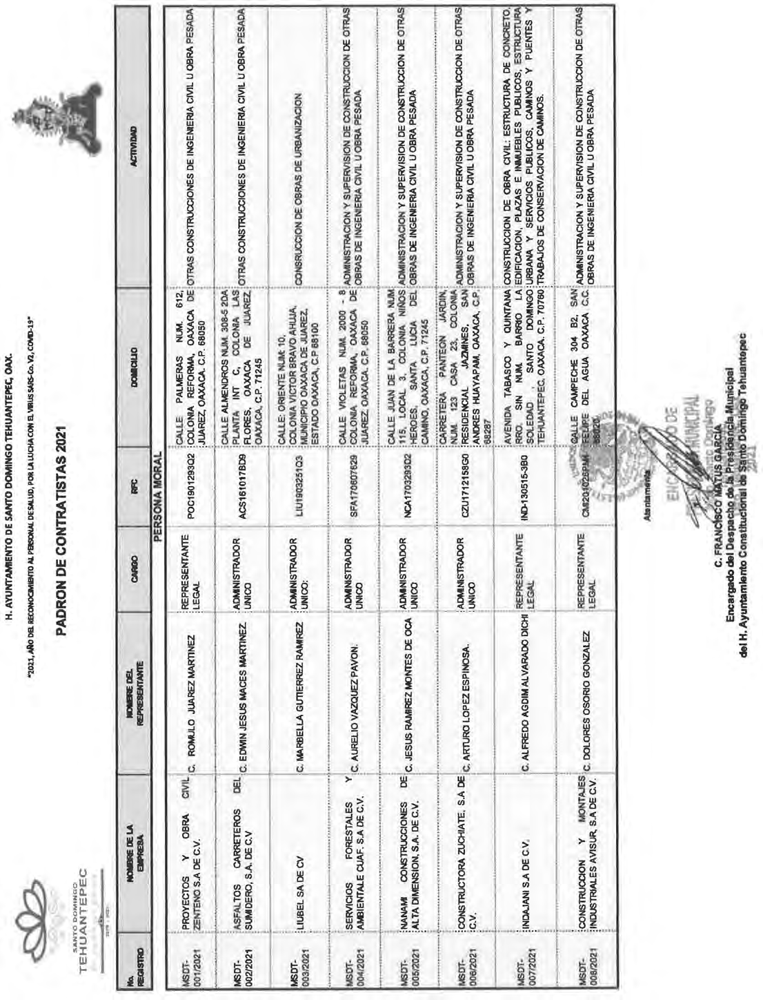 H. AYUNTAMIENTO DE SANTO DOMINGO TEHUANTEPEC, OAX.
"2021, AÑO DEL RECONOCIMIENTO AL PERSONAL DE SALUD, POR LA LUCHA CON EL VIRUS SARS-Co. V2, COVID-19"
PADRON DE CONTRATISTAS 2021
SANTO DOMINGO
TEHUANTEPEC
No. REGISTRO
NOMBRE DE LA EMPRESA
NOMBRE DEL REPRESENTANTE
CARGO
RFC
DOMICILIO
ACTIVIDAD
PERSONA MORAL
MSDT-
001/2021
PROYECTOS Y OBRA CIVIL
ZENTENO S.A DE C.V.
C. ROMULO JUAREZ MARTINEZ
REPRESENTANTE
LEGAL
POC1901293Q2
CALLE PALMERAS NUM. 612,
COLONIA REFORMA, OAXACA DE
JUAREZ, OAXACA. C.P. 68050
OTRAS CONSTRUCCIONES DE INGENIERIA CIVIL U OBRA PESADA
MSDT-
002/2021
ASFALTOS CARRETEROS DEL
SUMIDERO, S.A. DE C.V
C. EDWIN JESUS MACES MARTINEZ
ADMINISTRADOR
UNICO
ACS161017BD9
CALLE ALMENDROS NUM. 308-5 2DA
PLANTA INT C, COLONIA LAS
FLORES, OAXACA DE JUAREZ,
OAXACA, C.P. 71245
OTRAS CONSTRUCCIONES DE INGENIERIA CIVIL U OBRA PESADA
MSDT-
003/2021
LIUBEL SA DE CV
C. MARBELLA GUTIERREZ RAMIREZ
ADMINISTRADOR
UNICO:
LIU1903251Q3
CALLE: ORIENTE NUM: 10,
COLONIA VICTOR BRAVO AHUJA,
MUNICIPIO OAXACA DE JUAREZ,
ESTADO OAXACA, C.P 68100
CONSRUCCION DE OBRAS DE URBANIZACION
MSDT-
004/2021
SERVICIOS FORESTALES Y
AMBIENTALE CUAF. S.A DE C.V.
C. AURELIO VAZQUEZ PAVON.
ADMINISTRADOR
UNICO
SFA170607629
CALLE VIOLETAS NUM. 2000 - 8
COLONIA REFORMA, OAXACA DE
JUAREZ, OAXACA. C.P. 68050
ADMINISTRACION Y SUPERVISION DE CONSTRUCCION DE OTRAS
OBRAS DE INGENIERIA CIVIL U OBRA PESADA
MSDT-
005/2021
NANAMI CONSTRUCCIONES DE
ALTA DIMENSION, S.A. DE C.V.
C. JESUS RAMIREZ MONTES DE OCA
ADMINISTRADOR
UNICO
NCA1703293D2
CALLE JUAN DE LA BARRERA NUM
115, LOCAL 3, COLONIA NIÑOS
HEROES, SANTA LUCIA DEL
CAMINO, OAXACA, C.P. 71245
ADMINISTRACION Y SUPERVISION DE CONSTRUCCION DE OTRAS
OBRAS DE INGENIERIA CIVIL U OBRA PESADA
MSDT-
006/2021
CONSTRUCTORA ZUCHIATE, S.A DE
C.V.
C. ARTURO LOPEZ ESPINOSA.
ADMINISTRADOR
UNICO
CZU1712158G0
CARRETERA PANTEON JARDIN,
NUM. 123 CASA 23, COLONIA
RESIDENCIAL JAZMINES, SAN
ANDRES HUAYAPAM, OAXACA, C.P.
68287
ADMINISTRACION Y SUPERVISION DE CONSTRUCCION DE OTRAS
OBRAS DE INGENIERIA CIVIL U OBRA PESADA
MSDT-
007/2021
INDAJANI S.A DE C.V.
C. ALFREDO AGDIM ALVARADO DICHI
REPRESENTANTE
LEGAL
IND-130515-3B0
AVENIDA TABASCO Y QUINTANA
RRO. SIN NUM. BARRIO LA
SOLEDAD , SANTO DOMINGO
TEHUANTEPEC, OAXACA. C.P. 70760
CONSTRUCCION DE OBRA CIVIL: ESTRUCTURA DE CONCRETO,
EDIFICACION, PLAZAS E INMUEBLES PUBLICOS, ESTRUCTURA
URBANA Y SERVICIOS PUBLICOS, CAMINOS Y PUENTES Y
TRABAJOS DE CONSERVACION DE CAMINOS.
MSDT-
008/2021
CONSTRUCCION Y MONTAJES
INDUSTRIALES AVISUR, S.A DE C.V.
C. DOLORES OSORIO GONZALEZ
REPRESENTANTE
LEGAL
CALLE CAMPECHE 304 B2, SAN
FELIPE DEL AGUA OAXACA C.C.
68020
ADMINISTRACION Y SUPERVISION DE CONSTRUCCION DE OTRAS
OBRAS DE INGENIERIA CIVIL U OBRA PESADA
Atentamente
ENCARGADO DE
MUNICIPAL
Santo Domingo
2021
C. FRANCISCO MATUS GARCIA
Encargado del Despacho de la Presidencia Municipal
del H. Ayuntamiento Constitucional de Santo Domingo Tehuantepec